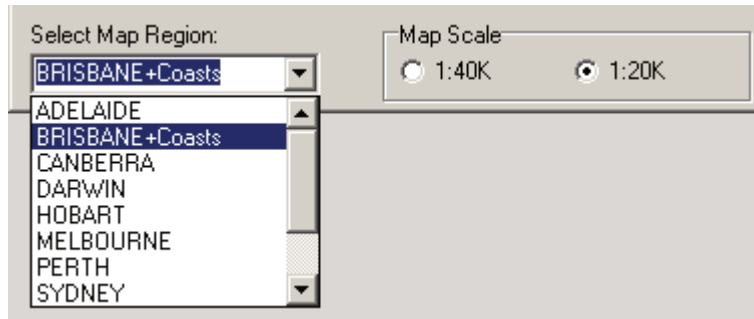 Select Map Region:
BRISBANE+Coasts
Map Scale
1:40K
1:20K
ADELAIDE
BRISBANE+Coasts
CANBERRA
DARWIN
HOBART
MELBOURNE
PERTH
SYDNEY